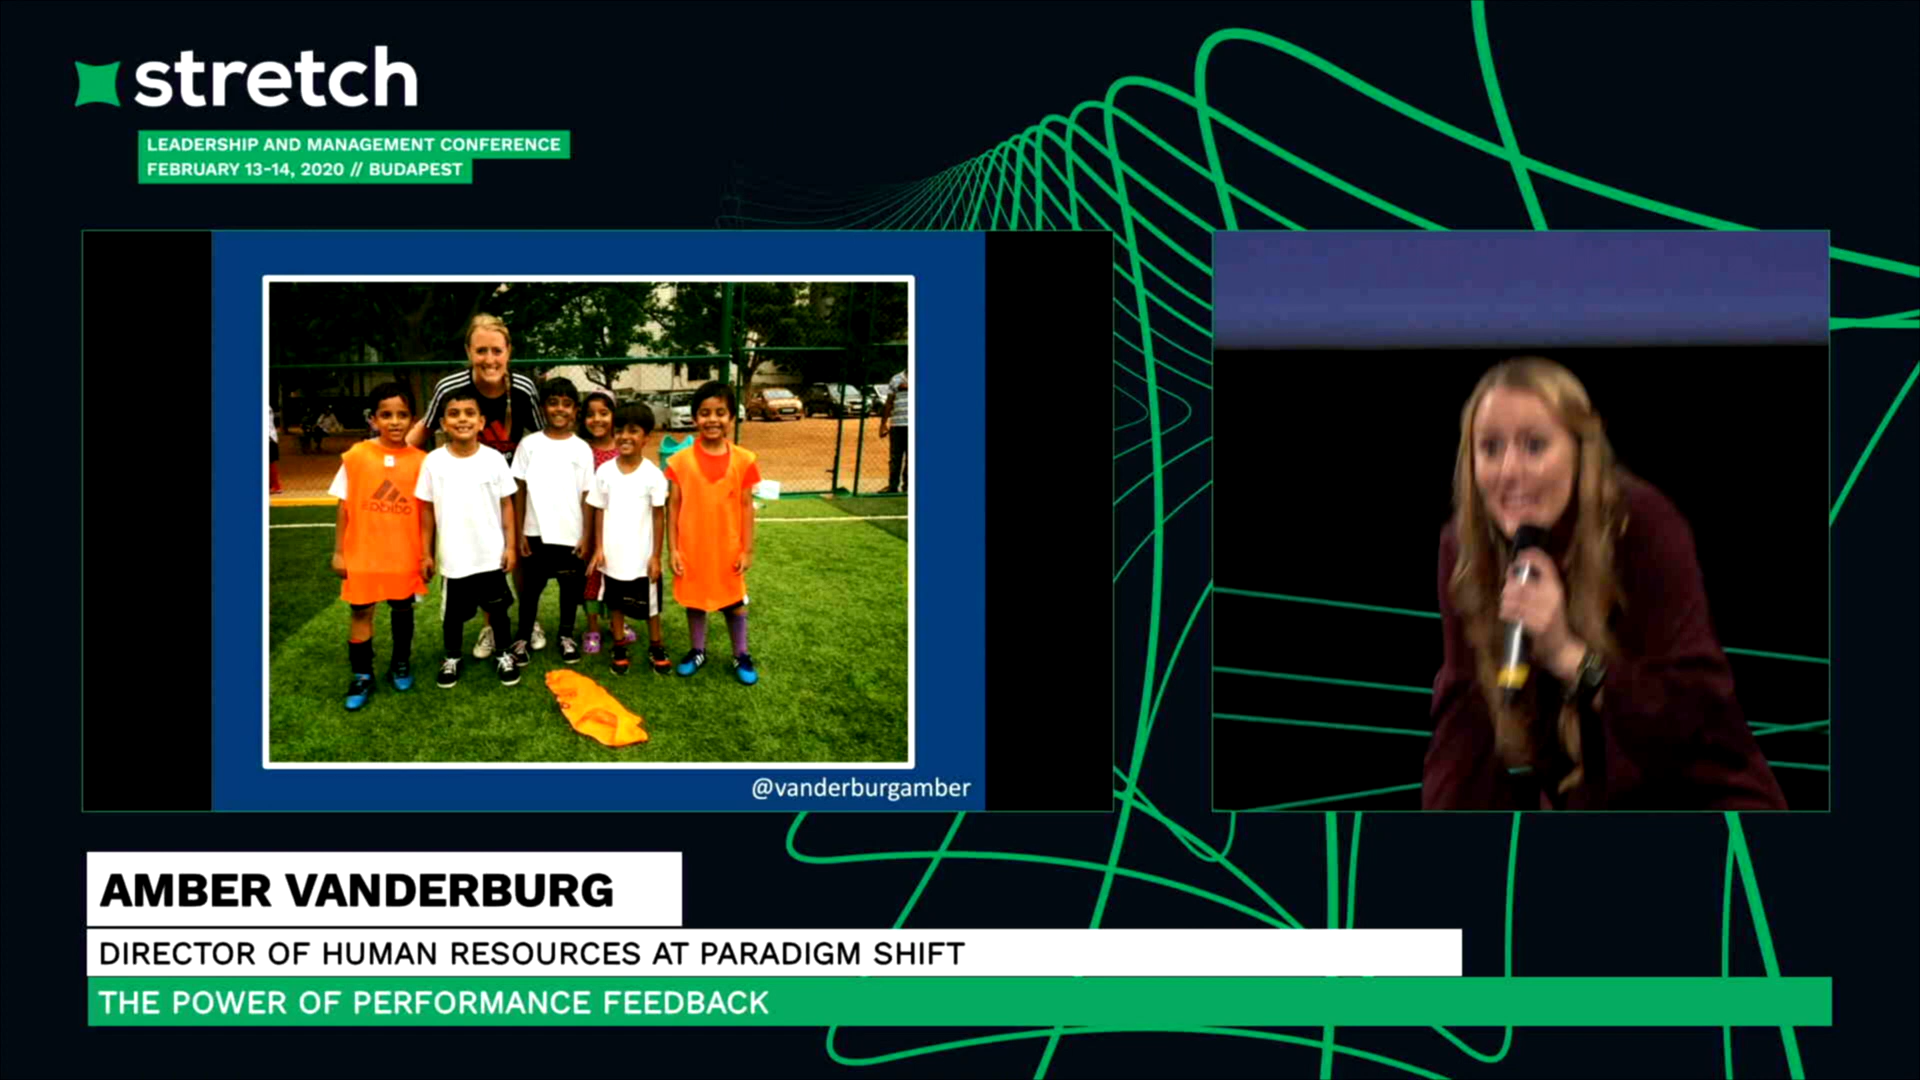 stretch
LEADERSHIP AND MANAGEMENT CONFERENCE
FEBRUARY 13-14, 2020 // BUDAPEST
adidas
@vanderburgamber
AMBER VANDERBURG
DIRECTOR OF HUMAN RESOURCES AT PARADIGM SHIFT
THE POWER OF PERFORMANCE FEEDBACK